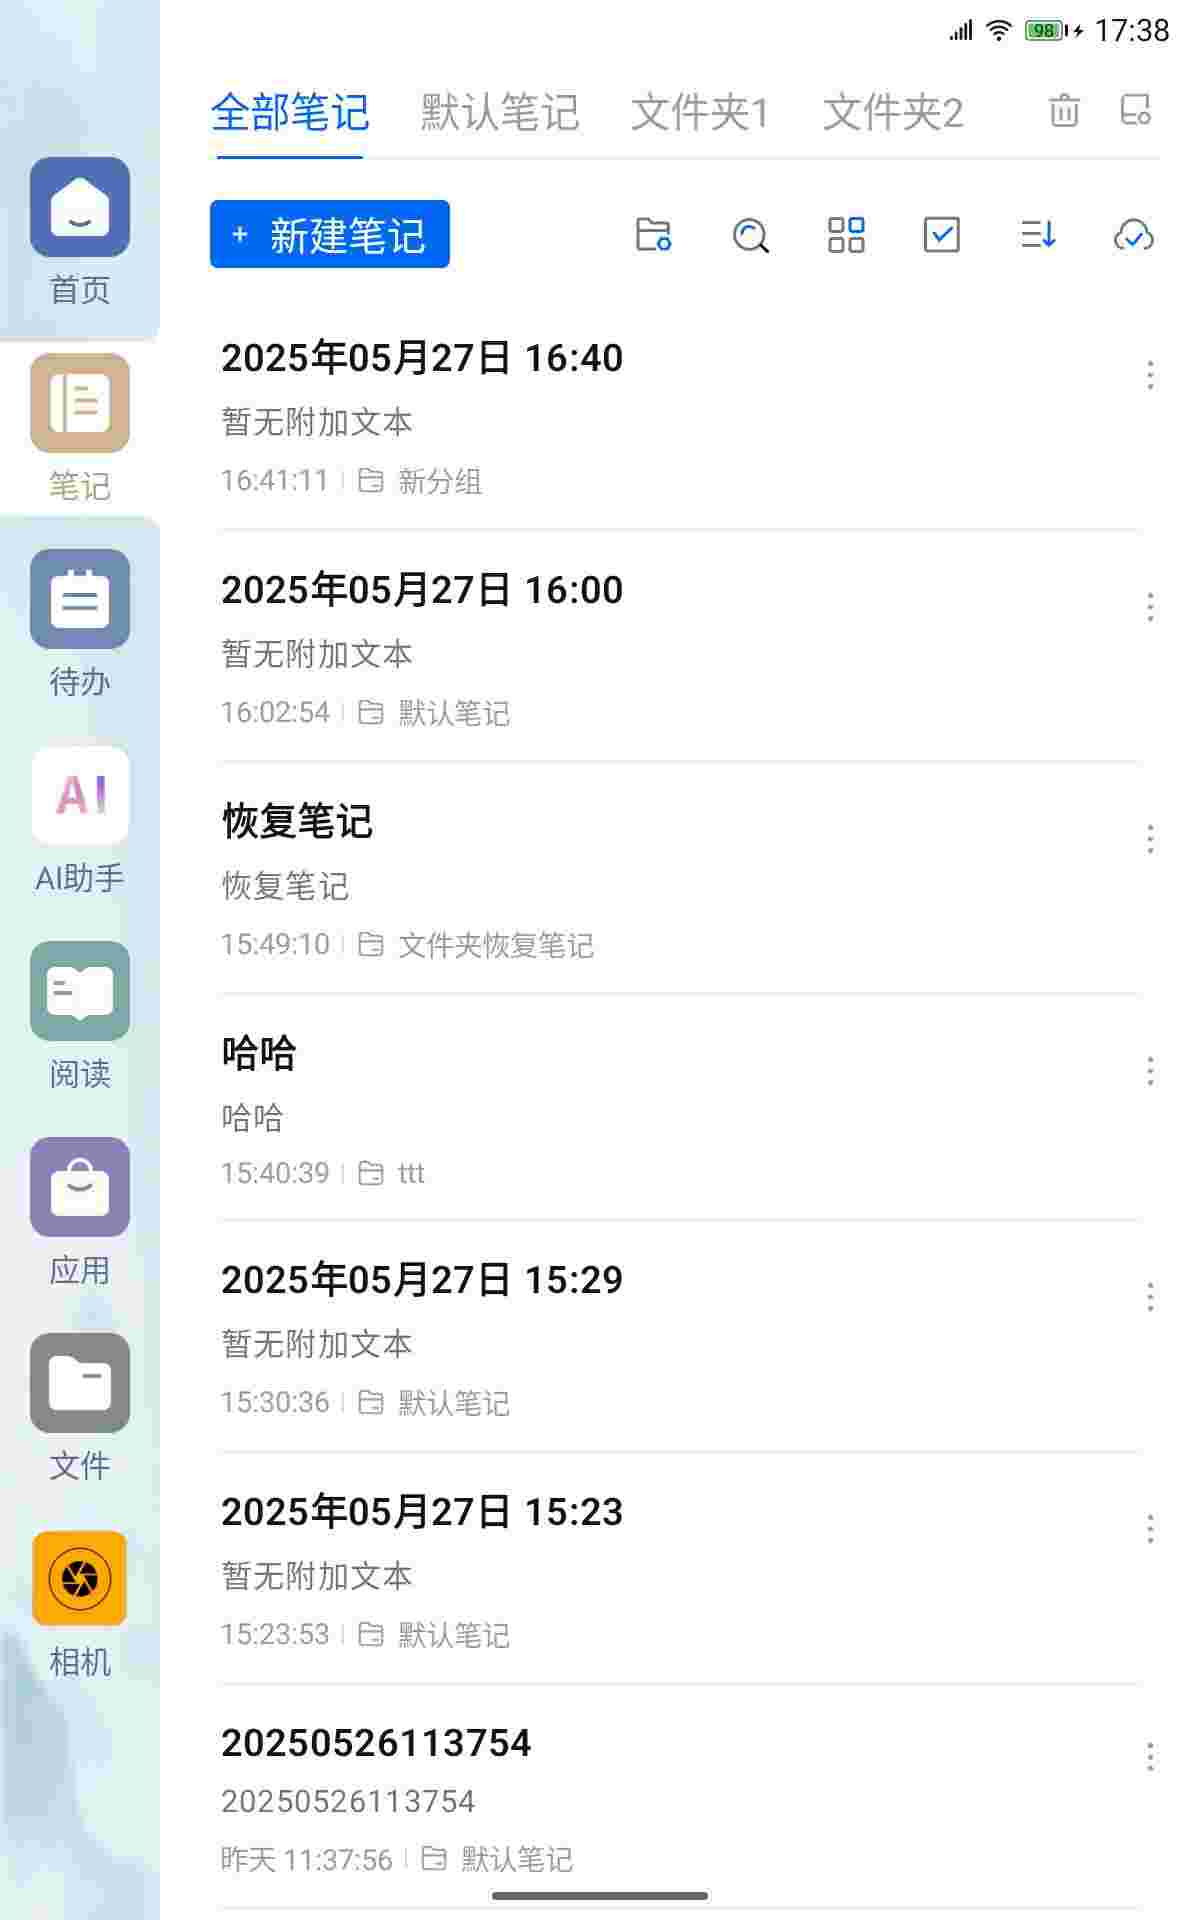 98 17:38
全部笔记 默认笔记 文件夹1 文件夹2
+ 新建笔记
首页
笔记
待办
AI
AI助手
阅读
应用
文件
相机
2025年05月27日 16:40
暂无附加文本
16:41:11 新分组
2025年05月27日 16:00
暂无附加文本
16:02:54 默认笔记
恢复笔记
恢复笔记
15:49:10 文件夹恢复笔记
哈哈
哈哈
15:40:39 ttt
2025年05月27日 15:29
暂无附加文本
15:30:36 默认笔记
2025年05月27日 15:23
暂无附加文本
15:23:53 默认笔记
20250526113754
20250526113754
昨天 11:37:56 默认笔记